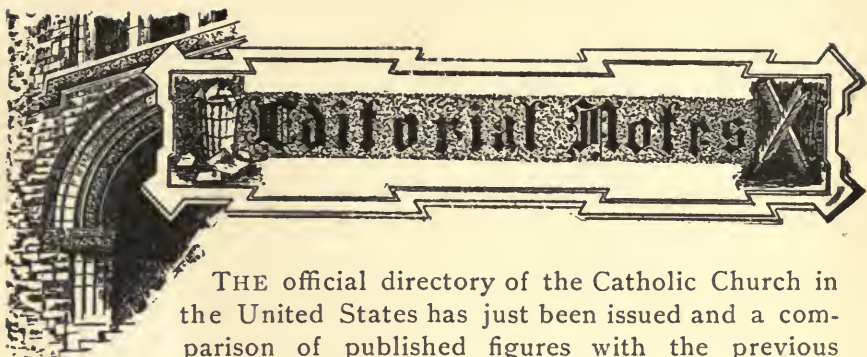 Editorial Notes
THE official directory of the Catholic Church in
the United States has just been issued and a com-
parison of published figures with the previous